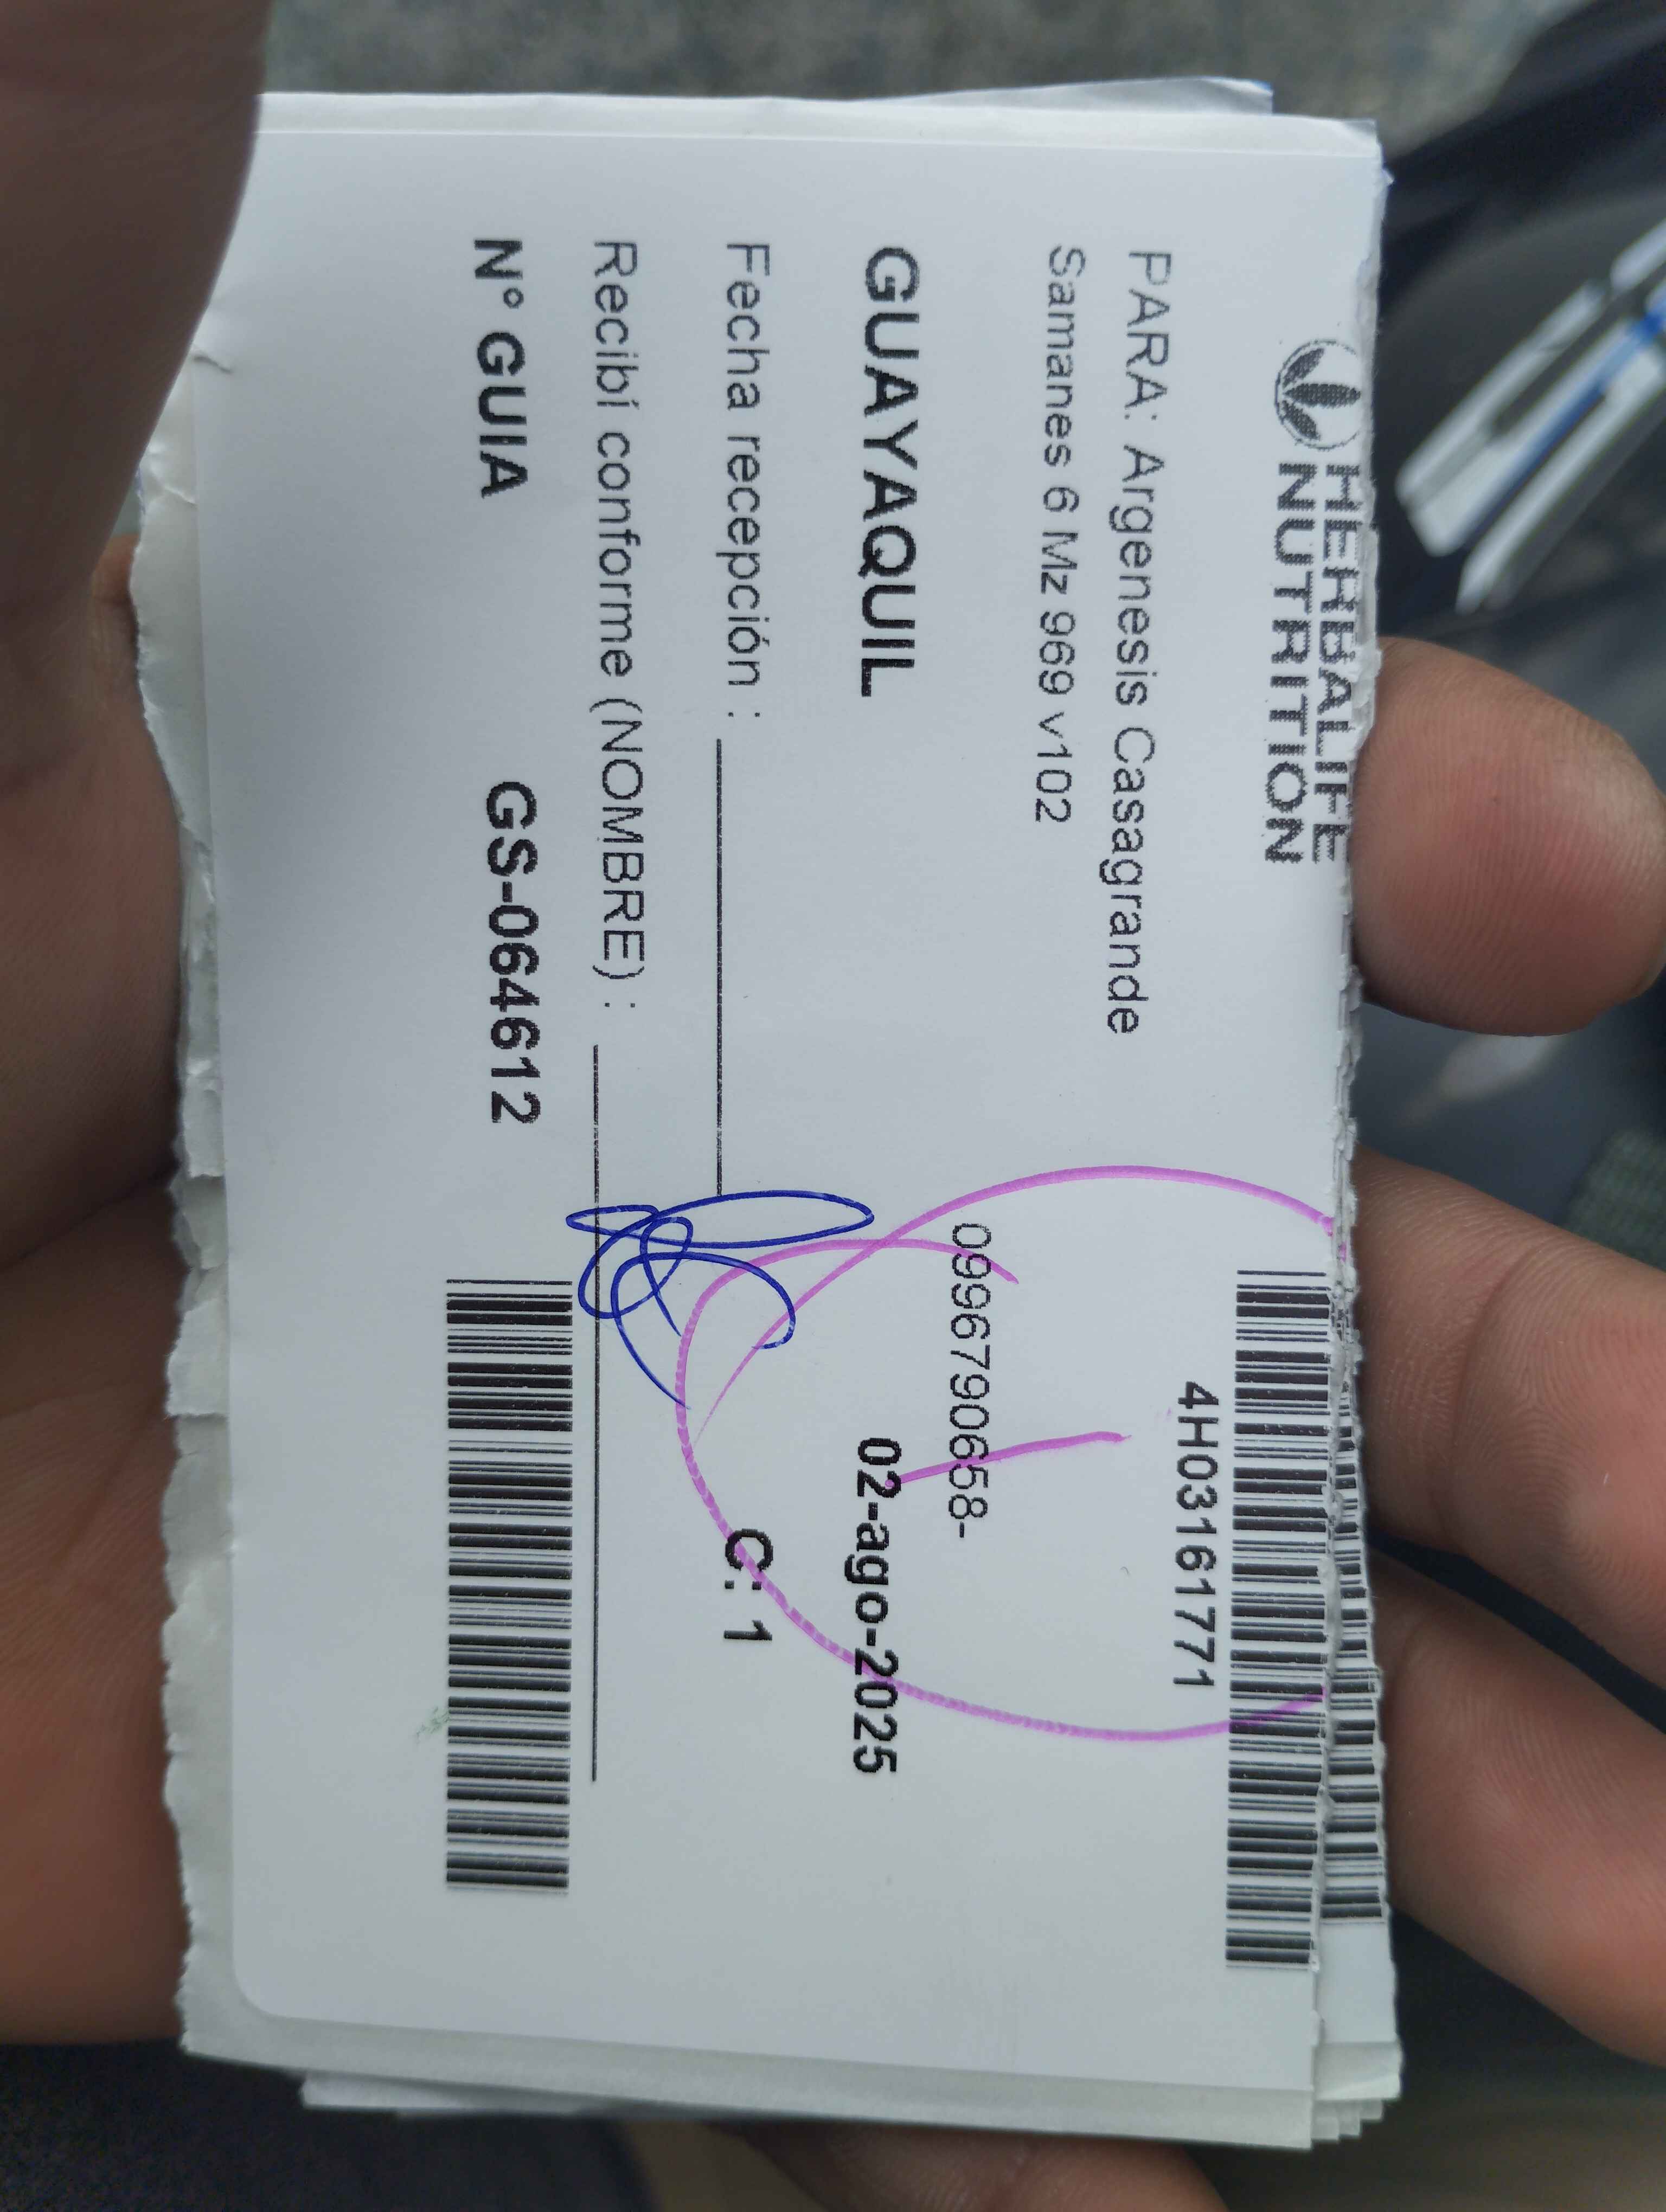 HERBALIFE
NUTRITION
4H03161771
PARA: Argenesis Casagrande
Samanes 6 Mz 969 v102
0996790658-
GUAYAQUIL
02-ago-2025
Fecha recepción :
C: 1
Recibí conforme (NOMBRE) :
N° GUIA
GS-064612